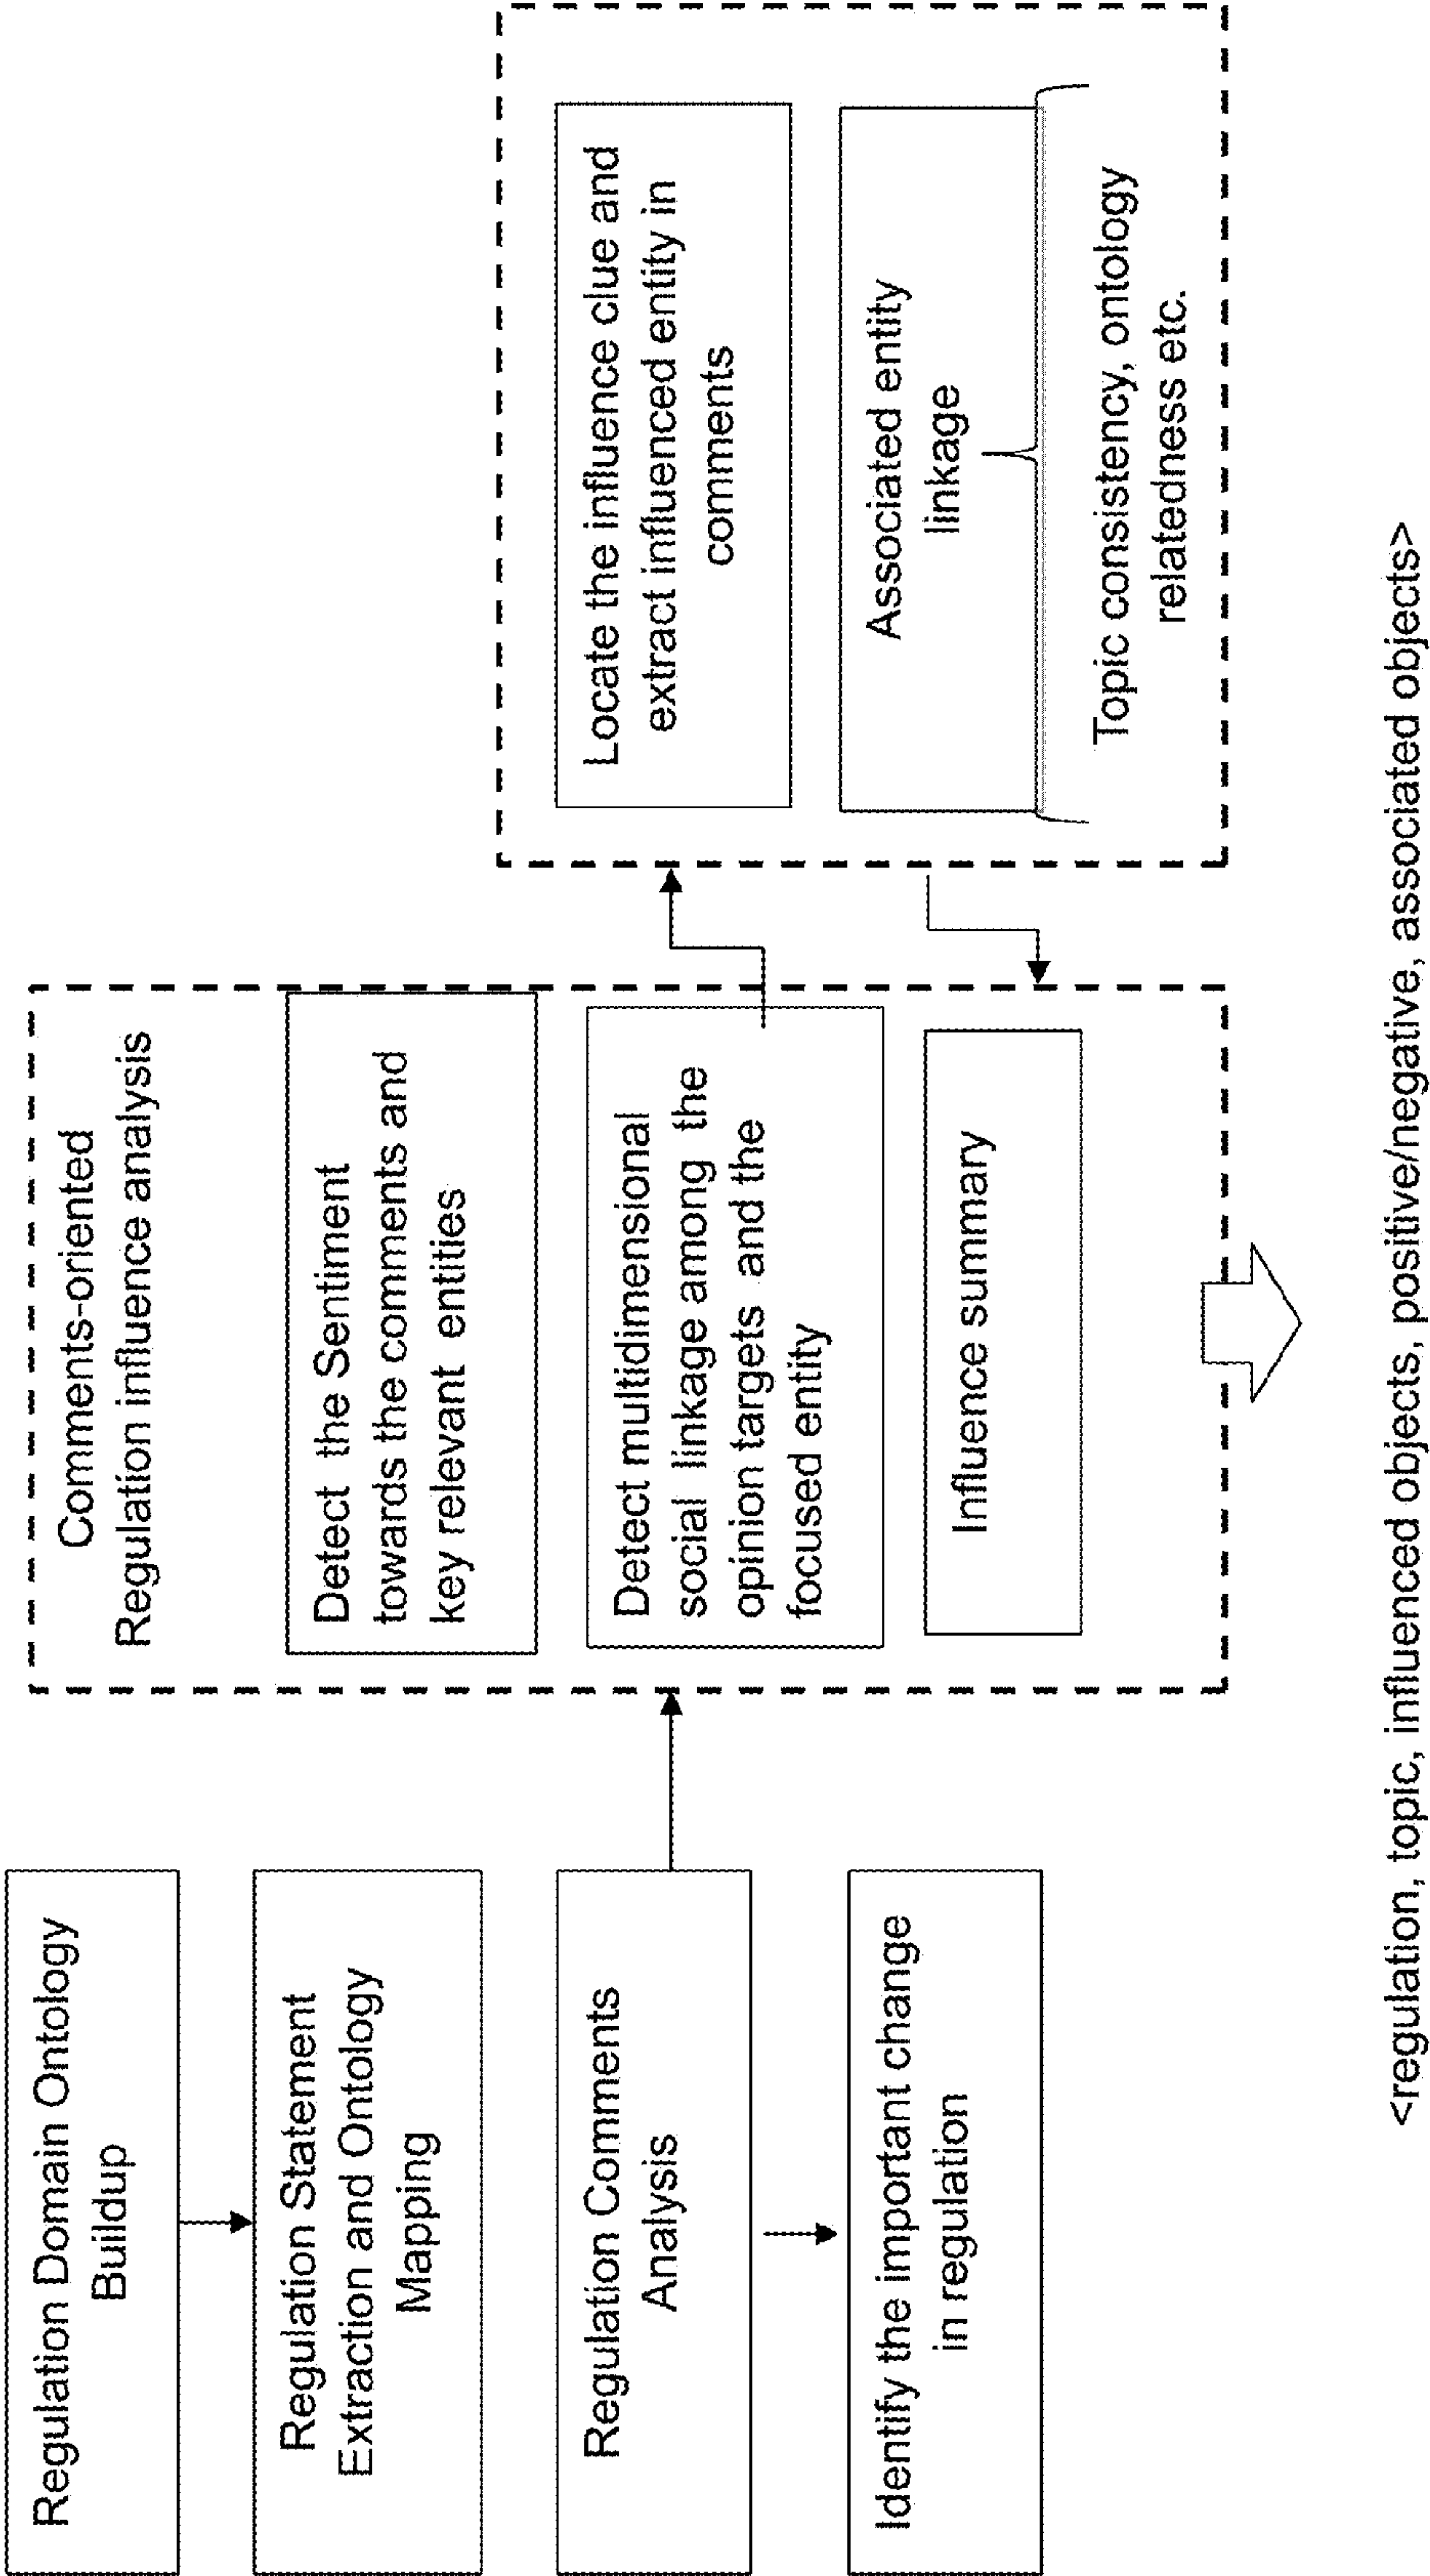 Regulation Domain Ontology
Buildup
Regulation Statement
Extraction and Ontology
Mapping
Regulation Comments
Analysis
Identify the important change
in regulation
Comments-oriented
Regulation influence analysis
Detect the Sentiment
towards the comments and
key relevant entities
Detect multidimensional
social linkage among the
opinion targets and the
focused entity
Influence summary
Locate the influence clue and
extract influenced entity in
comments
Associated entity
linkage
Topic consistency, ontology
relatedness etc.
<regulation, topic, influenced objects, positive/negative, associated objects>